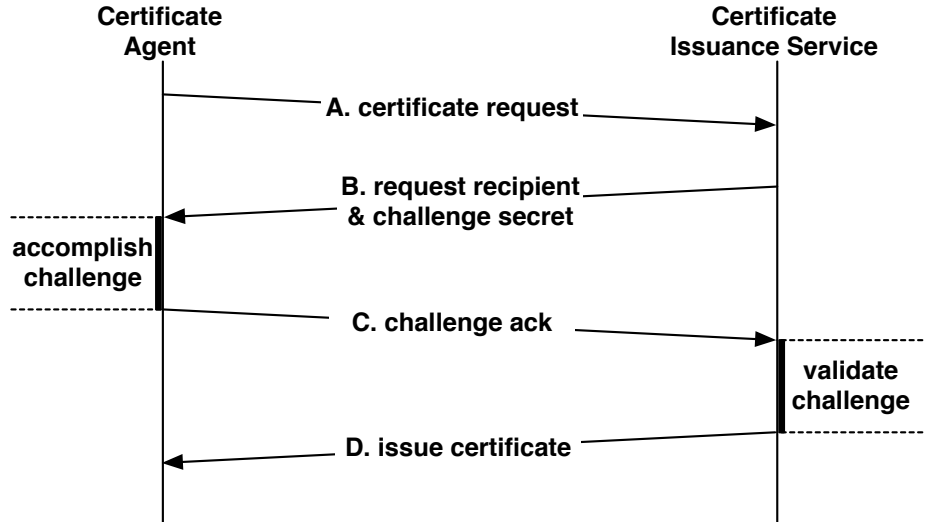 Certificate
Agent
Certificate
Issuance Service
A. certificate request
B. request recipient
& challenge secret
accomplish
challenge
C. challenge ack
validate
challenge
D. issue certificate